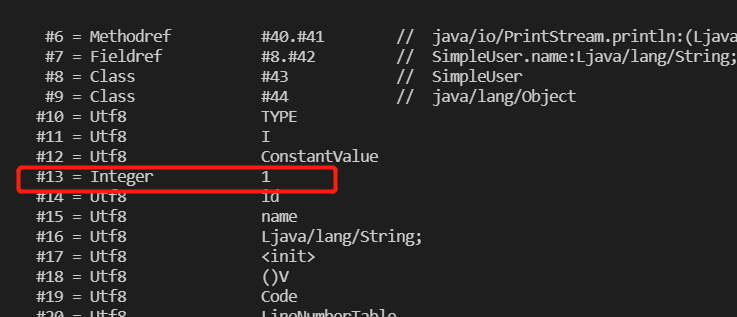 #6 = Methodref #40.#41 // java/io/PrintStream.println:(Ljava
#7 = Fieldref #8.#42 // SimpleUser.name:Ljava/lang/String;
#8 = Class #43 // SimpleUser
#9 = Class #44 // java/lang/Object
#10 = Utf8 TYPE
#11 = Utf8 I
#12 = Utf8 ConstantValue
#13 = Integer 1
#14 = Utf8 id
#15 = Utf8 name
#16 = Utf8 Ljava/lang/String;
#17 = Utf8 <init>
#18 = Utf8 ()V
#19 = Utf8 Code
#20 = Utf8 LineNumberTable